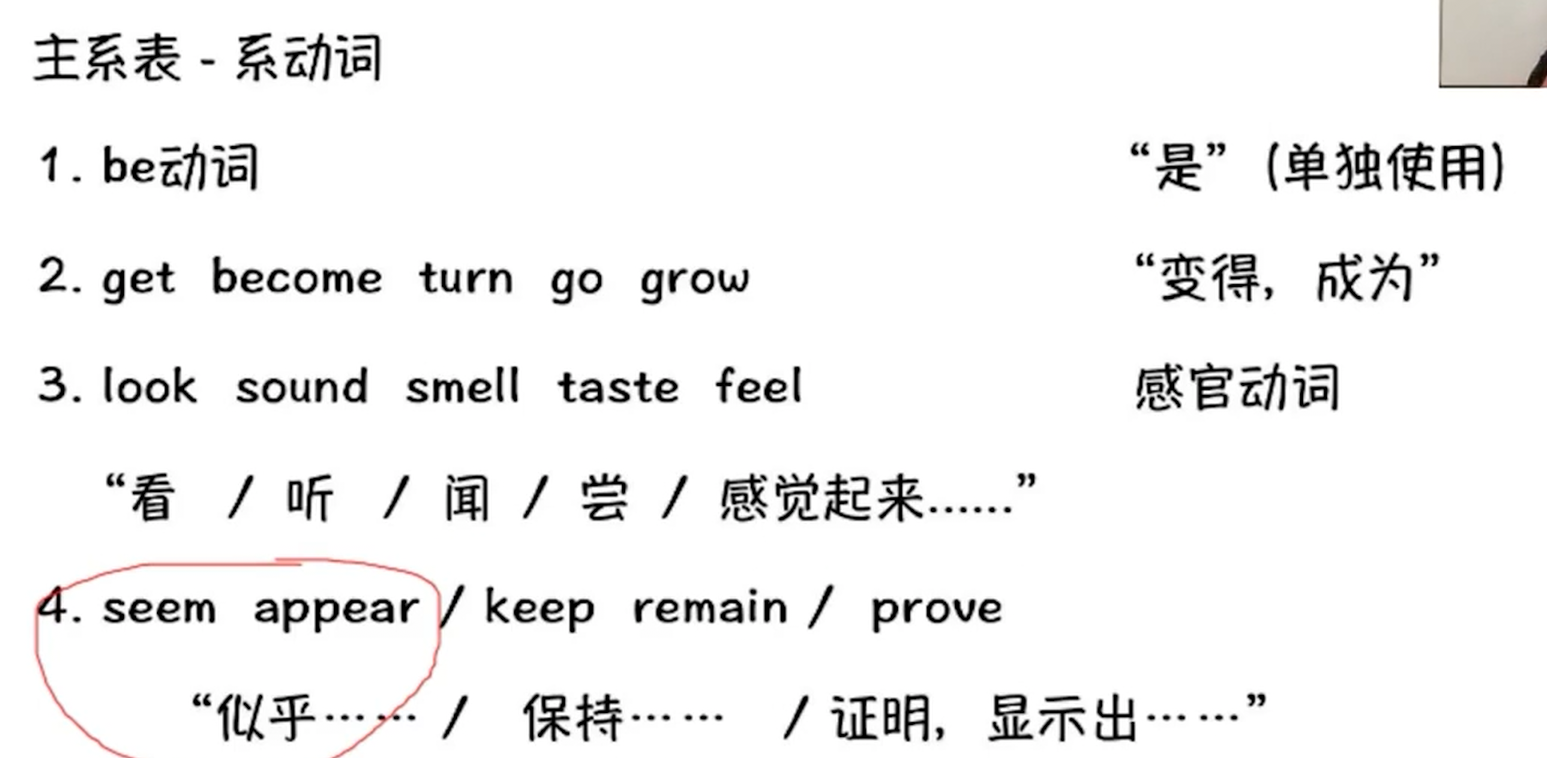 主系表 - 系动词
1. be动词 “是”（单独使用）
2. get become turn go grow “变得，成为”
3. look sound smell taste feel 感官动词
“看 / 听 / 闻 / 尝 / 感觉起来......”
4. seem appear / keep remain / prove
“似乎…… / 保持…… / 证明，显示出……”